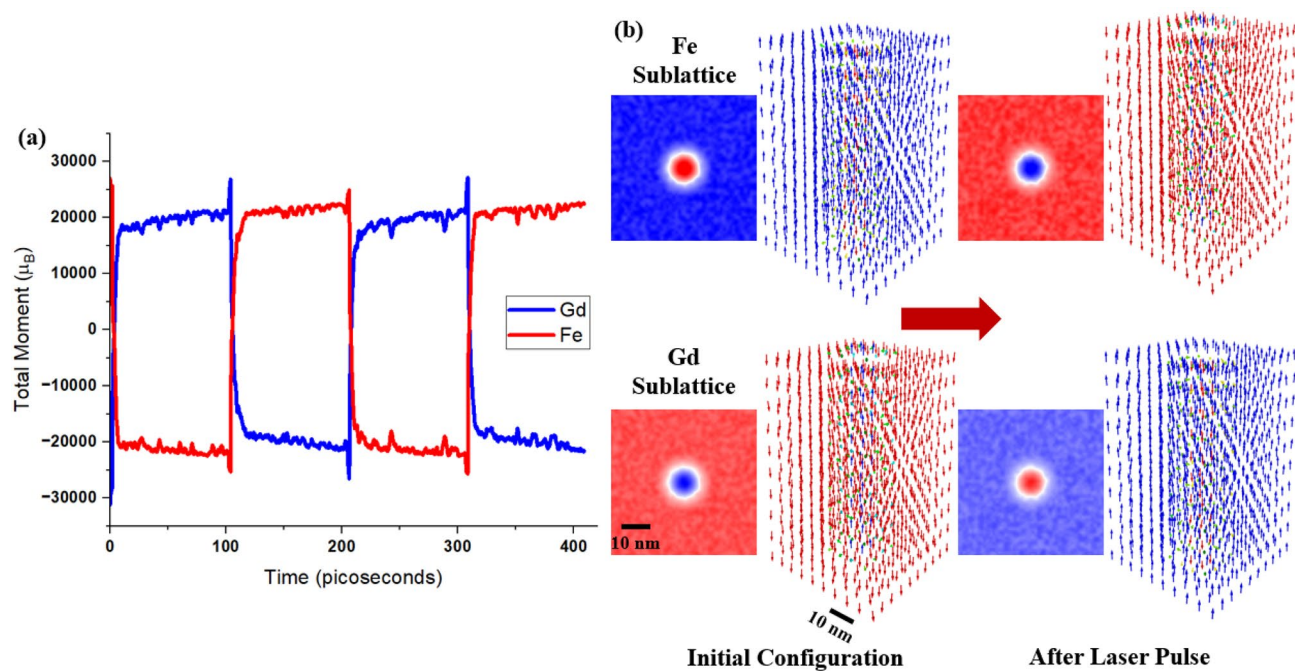 (a)
Total Moment (μB)
30000
20000
10000
0
−10000
−20000
−30000
0 100 200 300 400
Time (picoseconds)
Gd
Fe
(b)
Fe
Sublattice
Gd
Sublattice
10 nm
10 nm
Initial Configuration
After Laser Pulse